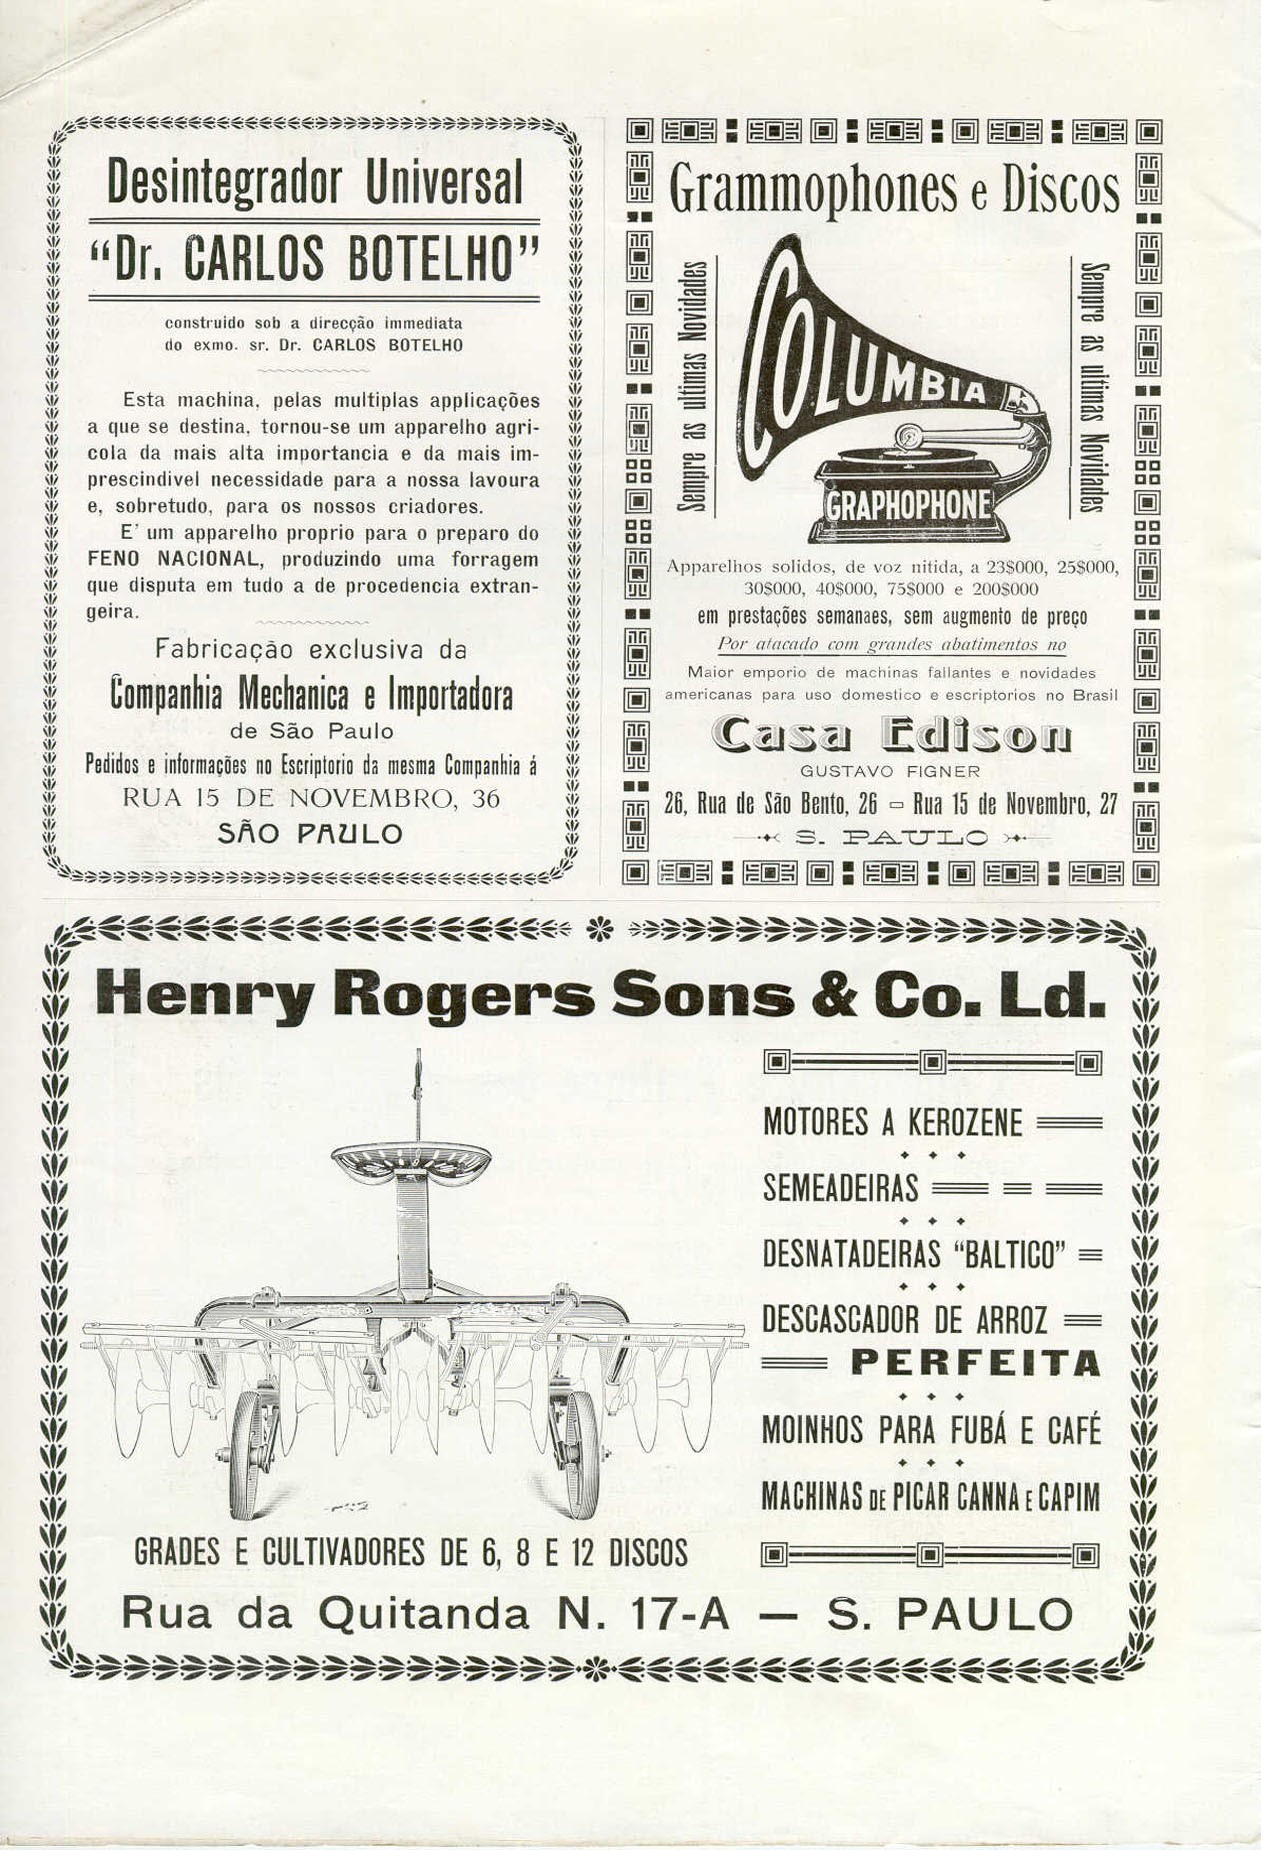 Desintegrador Universal
“Dr. CARLOS BOTELHO”
construido sob a direcção immediata
do exmo. sr. Dr. CARLOS BOTELHO
Esta machina, pelas multiplas applicações
a que se destina, tornou-se um apparelho agri-
cola da mais alta importancia e da mais im-
prescindivel necessidade para a nossa lavoura
e, sobretudo, para os nossos criadores.
E' um apparelho proprio para o preparo do
FENO NACIONAL, produzindo uma forragem
que disputa em tudo a de procedencia extran-
geira.
Fabricação exclusiva da
Companhia Mechanica e Importadora
de São Paulo
Pedidos e informações no Escriptorio da mesma Companhia á
RUA 15 DE NOVEMBRO, 36
SÃO PAULO
Grammophones e Discos
Sempre as ultimas Novidades
COLUMBIA
GRAPHOPHONE
Sempre as ultimas Novidades
Apparelhos solidos, de voz nitida, a 23$000, 25$000,
30$000, 40$000, 75$000 e 200$000
em prestações semanaes, sem augmento de preço
Por atacado com grandes abatimentos no
Maior emporio de machinas fallantes e novidades
americanas para uso domestico e escriptorios no Brasil
Casa Edison
GUSTAVO FIGNER
26, Rua de São Bento, 26 = Rua 15 de Novembro, 27
S. PAULO
Henry Rogers Sons & Co. Ld.
MOTORES A KEROZENE
SEMEADEIRAS
DESNATADEIRAS “BALTICO”
DESCASCADOR DE ARROZ
PERFEITA
MOINHOS PARA FUBÁ E CAFÉ
MACHINAS DE PICAR CANNA E CAPIM
GRADES E CULTIVADORES DE 6, 8 E 12 DISCOS
Rua da Quitanda N. 17-A — S. PAULO